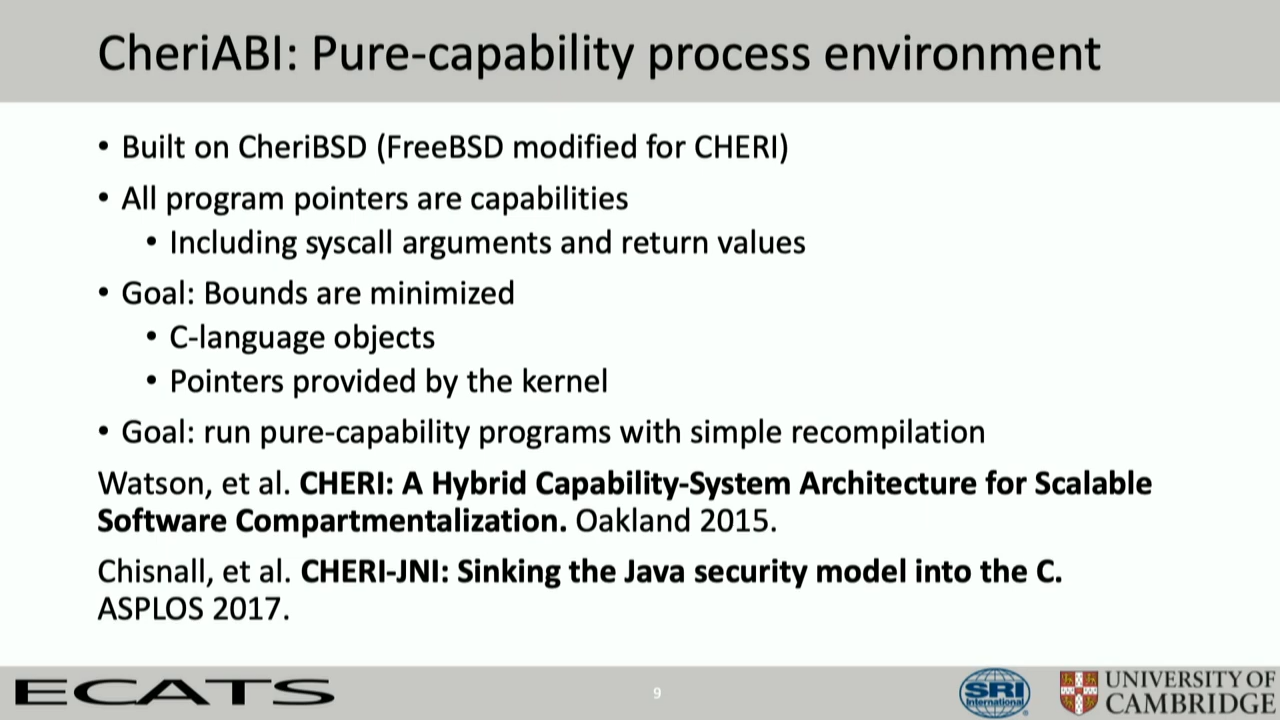 CheriABI: Pure-capability process environment
• Built on CheriBSD (FreeBSD modified for CHERI)
• All program pointers are capabilities
• Including syscall arguments and return values
• Goal: Bounds are minimized
• C-language objects
• Pointers provided by the kernel
• Goal: run pure-capability programs with simple recompilation
Watson, et al. CHERI: A Hybrid Capability-System Architecture for Scalable
Software Compartmentalization. Oakland 2015.
Chisnall, et al. CHERI-JNI: Sinking the Java security model into the C.
ASPLOS 2017.
ECATS
9
SRI
International
UNIVERSITY OF
CAMBRIDGE